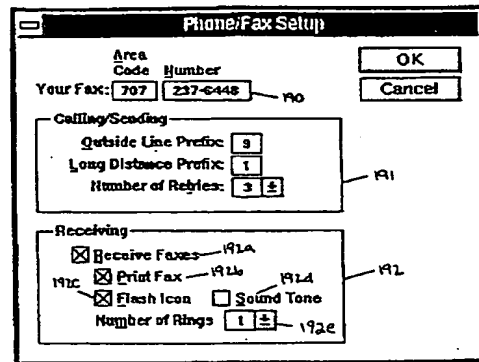 Phone/Fax Setup
Area
Code Number
OK
Your Fax: 707 237-6448 190
Cancel
Calling/Sending
Outside Line Prefix: 9
Long Distance Prefix: 1
Number of Retries: 3 191
Receiving
Receive Faxes 192a
Print Fax 192b
192c Flash Icon Sound Tone 192d 192
Number of Rings 1 192e